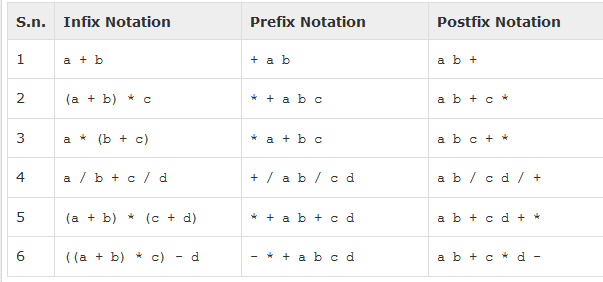 S.n. Infix Notation Prefix Notation Postfix Notation
1 a + b + a b a b +
2 (a + b) * c * + a b c a b + c *
3 a * (b + c) * a + b c a b c + *
4 a / b + c / d + / a b / c d a b / c d / +
5 (a + b) * (c + d) * + a b + c d a b + c d + *
6 ((a + b) * c) - d - * + a b c d a b + c * d -